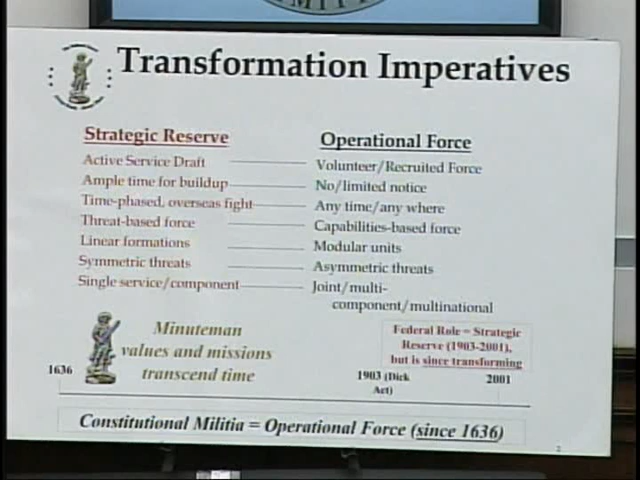 Transformation Imperatives
Strategic Reserve
Active Service Draft
Ample time for buildup
Time-phased, overseas fight
Threat-based force
Linear formations
Symmetric threats
Single service/component
Operational Force
Volunteer/Recruited Force
No/limited notice
Any time/any where
Capabilities-based force
Modular units
Asymmetric threats
Joint/multi-
component/multinational
Minuteman
values and missions
transcend time
Federal Role = Strategic
Reserve (1903-2001),
but is since transforming
1636
1903 (Dick
Act)
2001
Constitutional Militia = Operational Force (since 1636)
2